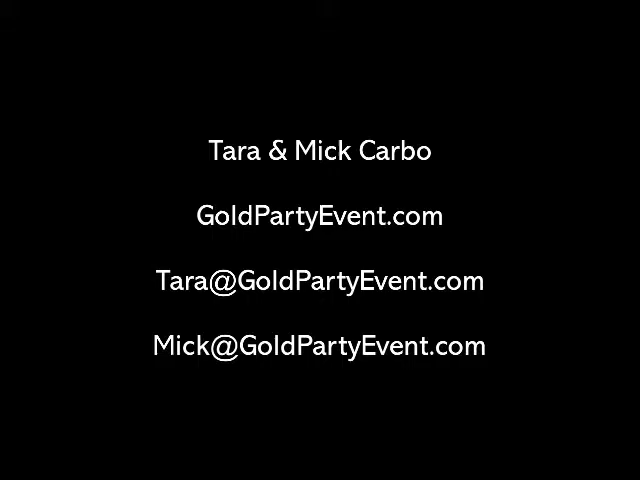 Tara & Mick Carbo
GoldPartyEvent.com
Tara@GoldPartyEvent.com
Mick@GoldPartyEvent.com